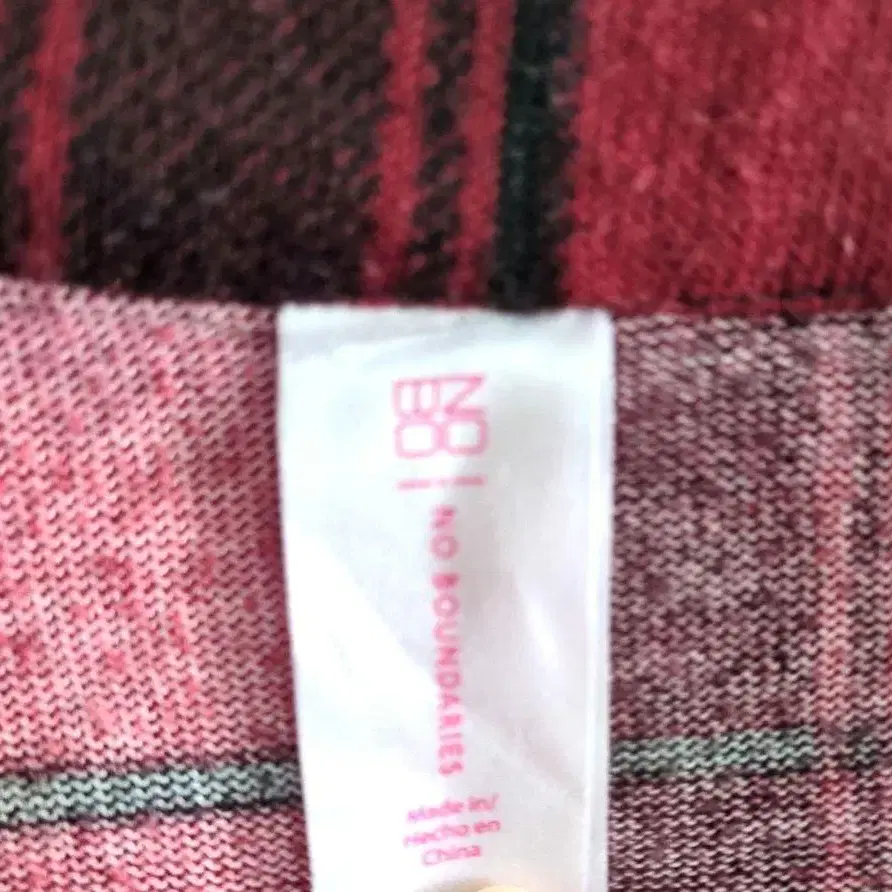 NO
BO
NO BOUNDARIES
Made in/
Hecho en
China